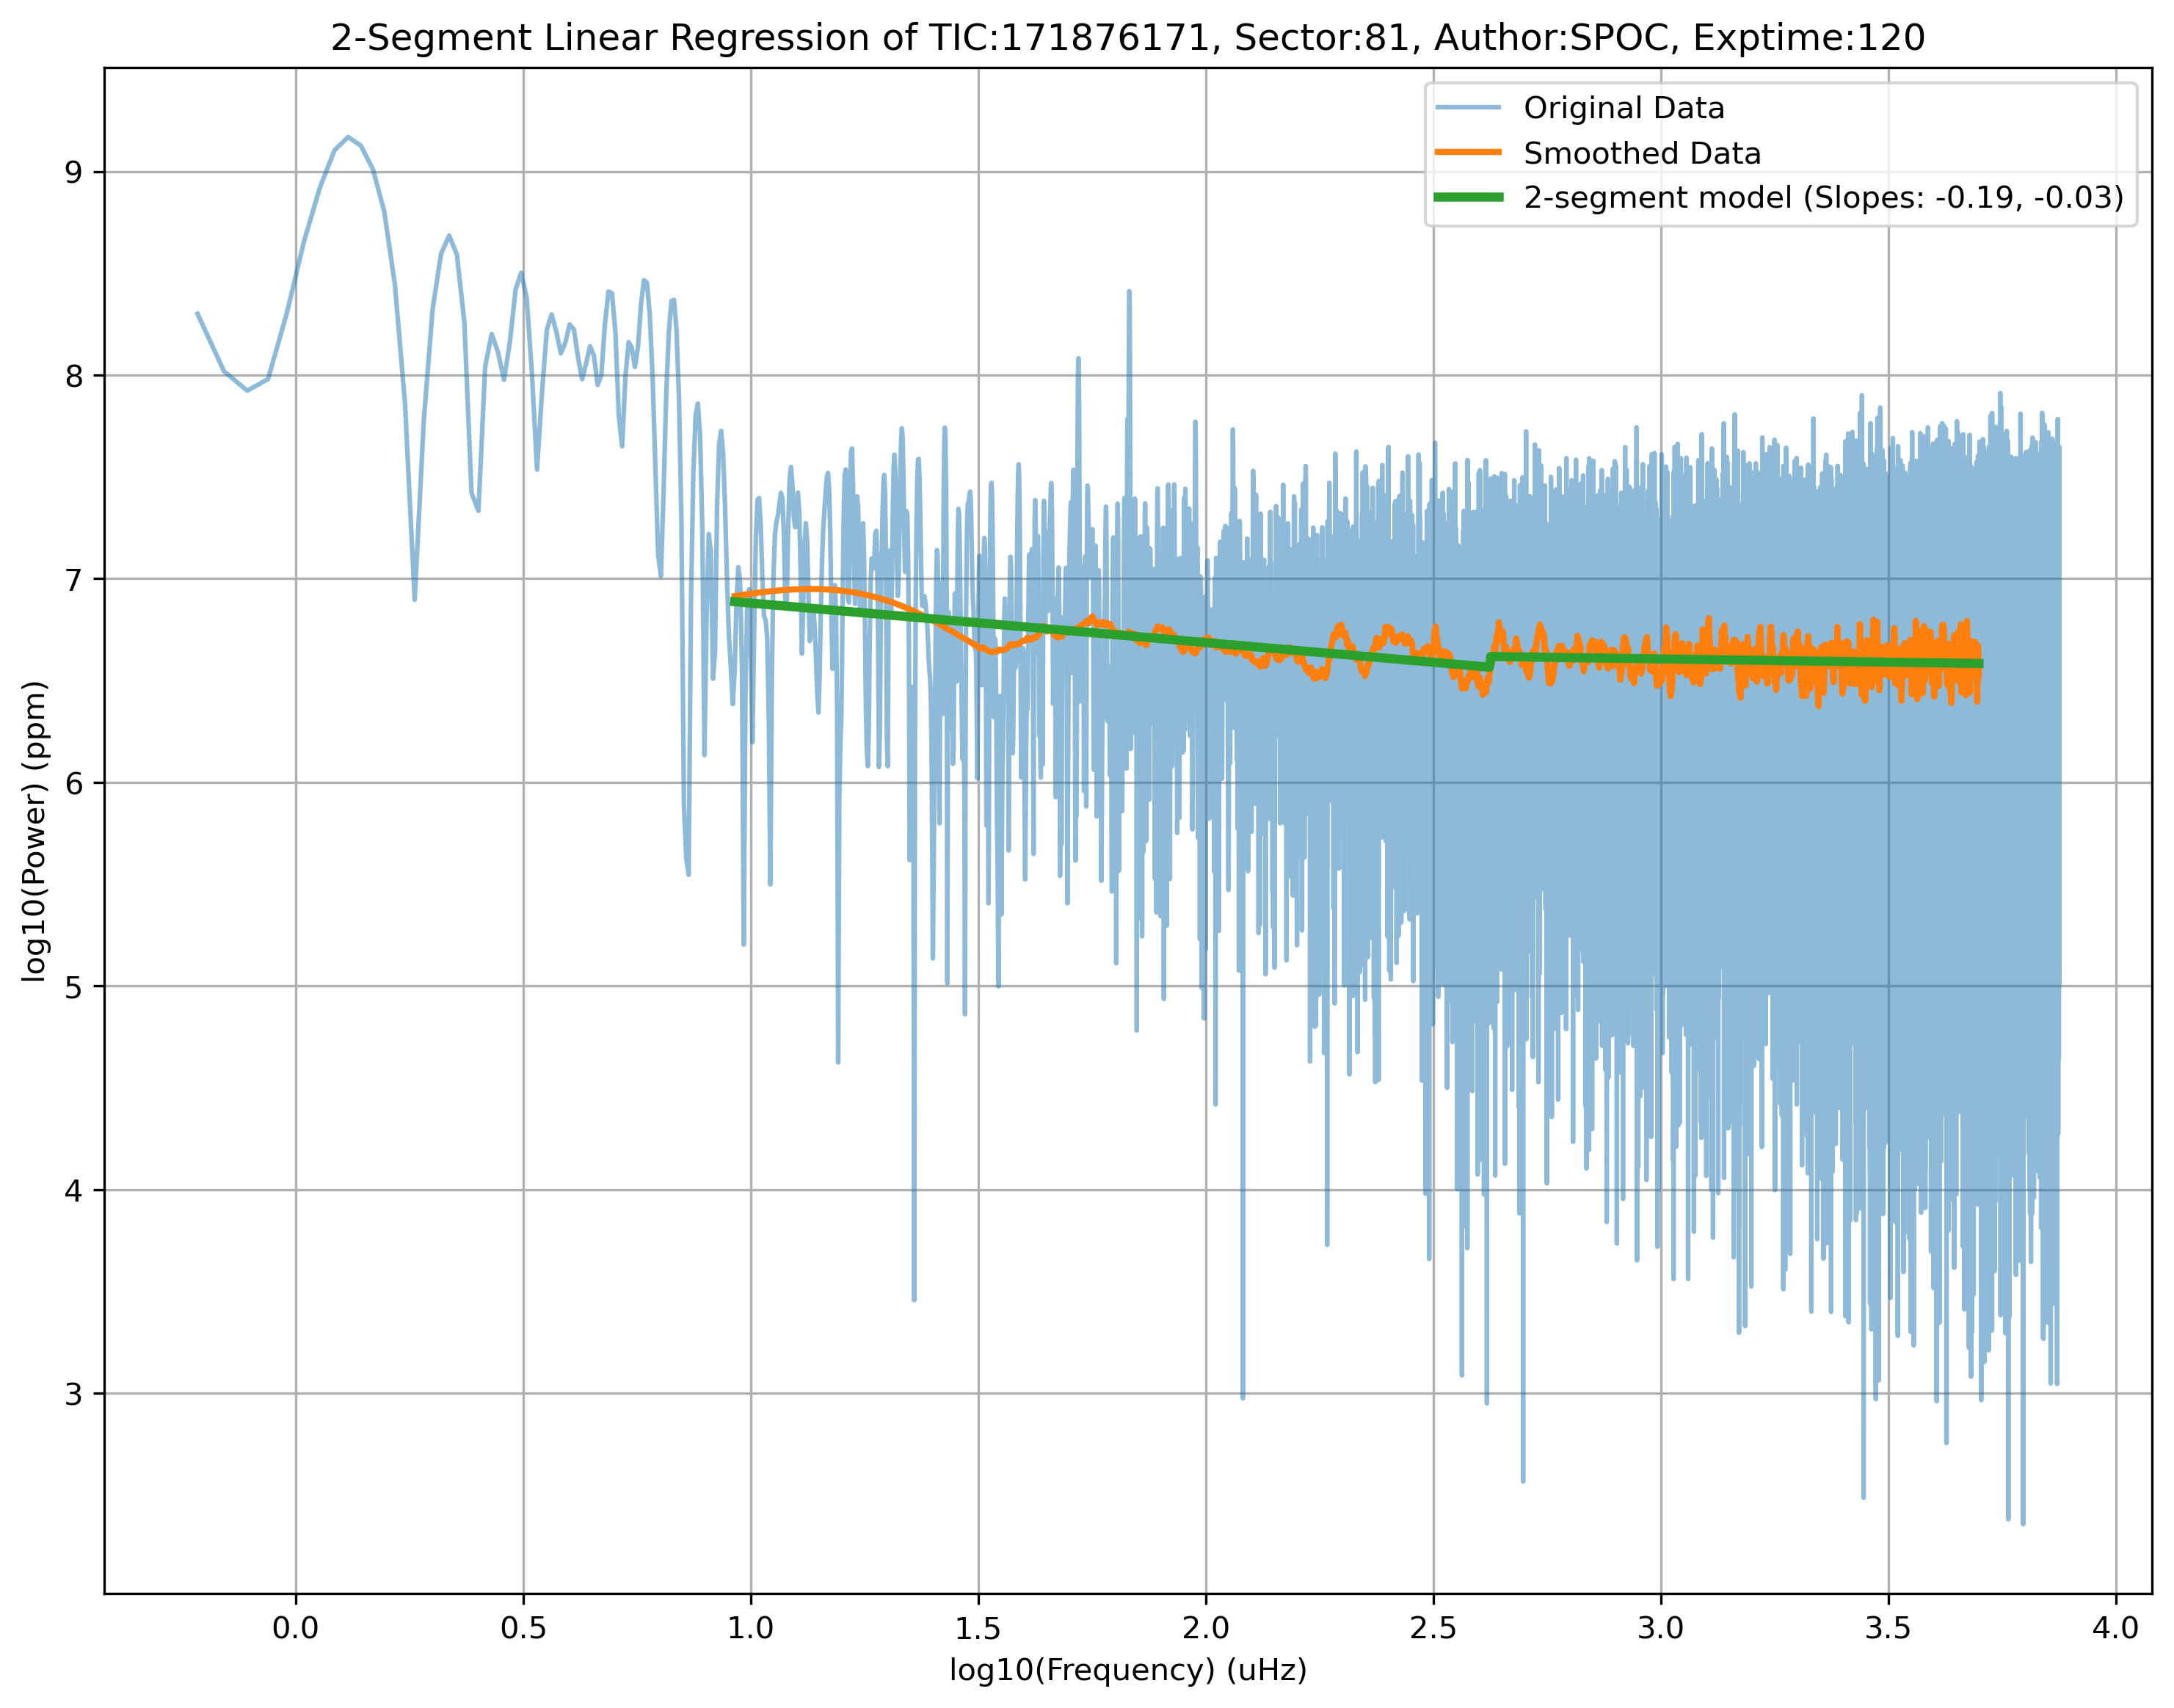 2-Segment Linear Regression of TIC:171876171, Sector:81, Author:SPOC, Exptime:120
Original Data
Smoothed Data
2-segment model (Slopes: -0.19, -0.03)
log10(Power) (ppm)
9
8
7
6
5
4
3
0.0 0.5 1.0 1.5 2.0 2.5 3.0 3.5 4.0
log10(Frequency) (uHz)